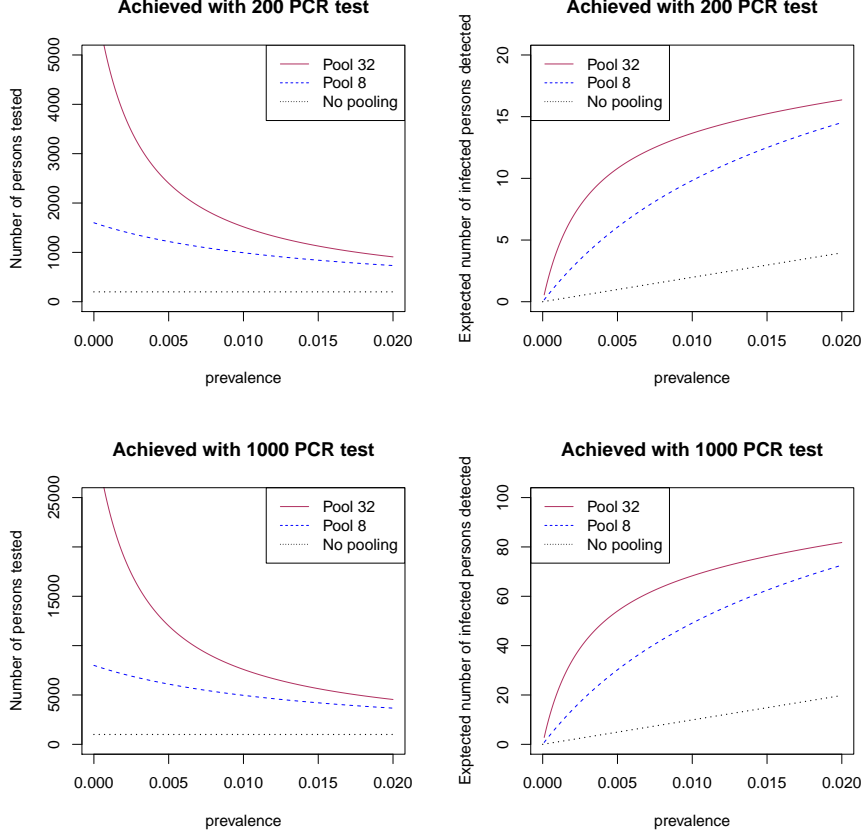 Achieved with 200 PCR test
Number of persons tested
5000
4000
3000
2000
1000
0
Pool 32
Pool 8
No pooling
0.000 0.005 0.010 0.015 0.020
prevalence
Achieved with 200 PCR test
Exptected number of infected persons detected
20
15
10
5
0
Pool 32
Pool 8
No pooling
0.000 0.005 0.010 0.015 0.020
prevalence
Achieved with 1000 PCR test
Number of persons tested
25000
15000
5000
0
Pool 32
Pool 8
No pooling
0.000 0.005 0.010 0.015 0.020
prevalence
Achieved with 1000 PCR test
Exptected number of infected persons detected
100
80
60
40
20
0
Pool 32
Pool 8
No pooling
0.000 0.005 0.010 0.015 0.020
prevalence